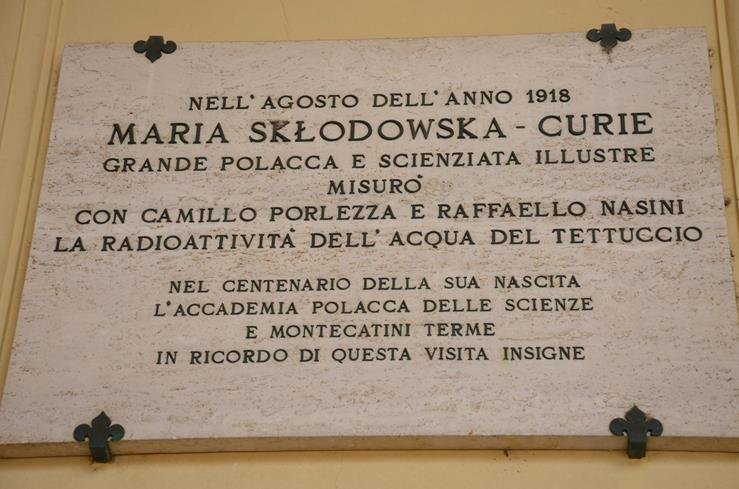 NELL'AGOSTO DELL'ANNO 1918
MARIA SKŁODOWSKA - CURIE
GRANDE POLACCA E SCIENZIATA ILLUSTRE
MISURÒ
CON CAMILLO PORLEZZA E RAFFAELLO NASINI
LA RADIOATTIVITÀ DELL'ACQUA DEL TETTUCCIO
NEL CENTENARIO DELLA SUA NASCITA
L'ACCADEMIA POLACCA DELLE SCIENZE
E MONTECATINI TERME
IN RICORDO DI QUESTA VISITA INSIGNE